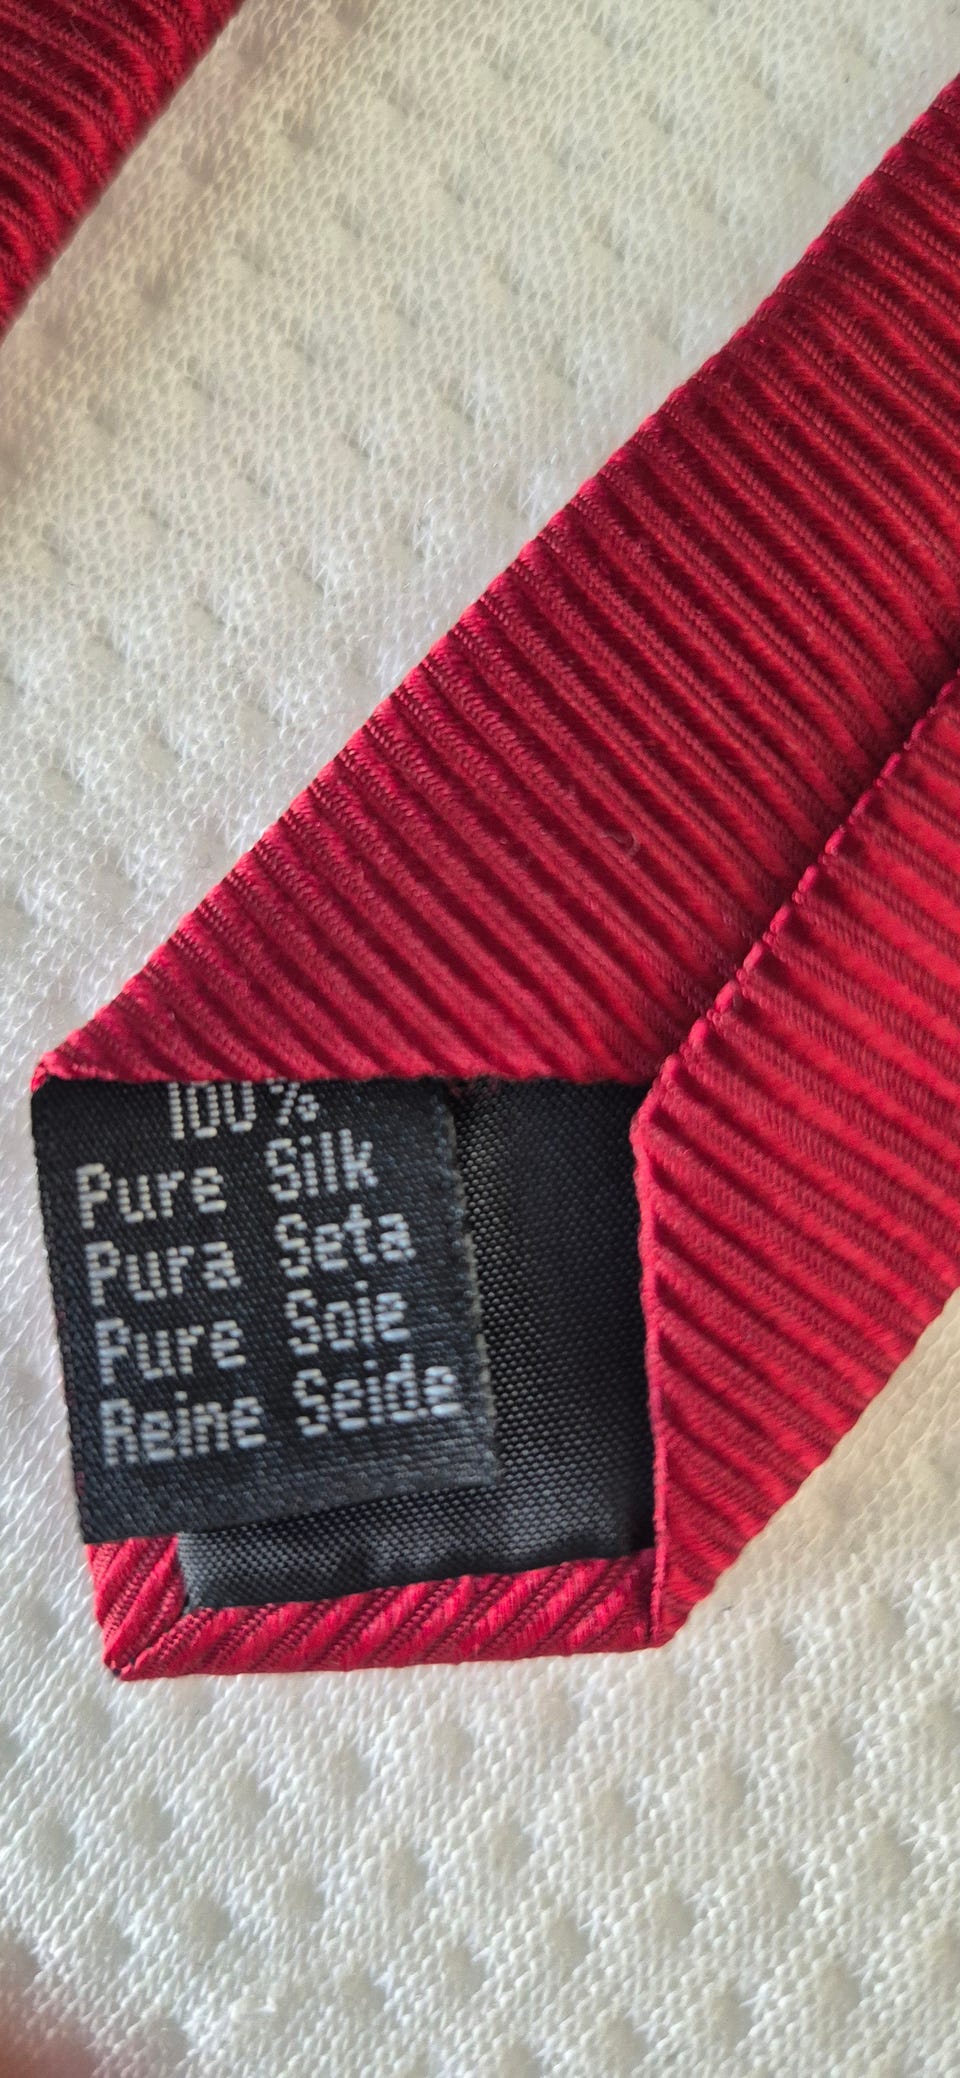 100%
Pure Silk
Pura Seta
Pure Soie
Reine Seide